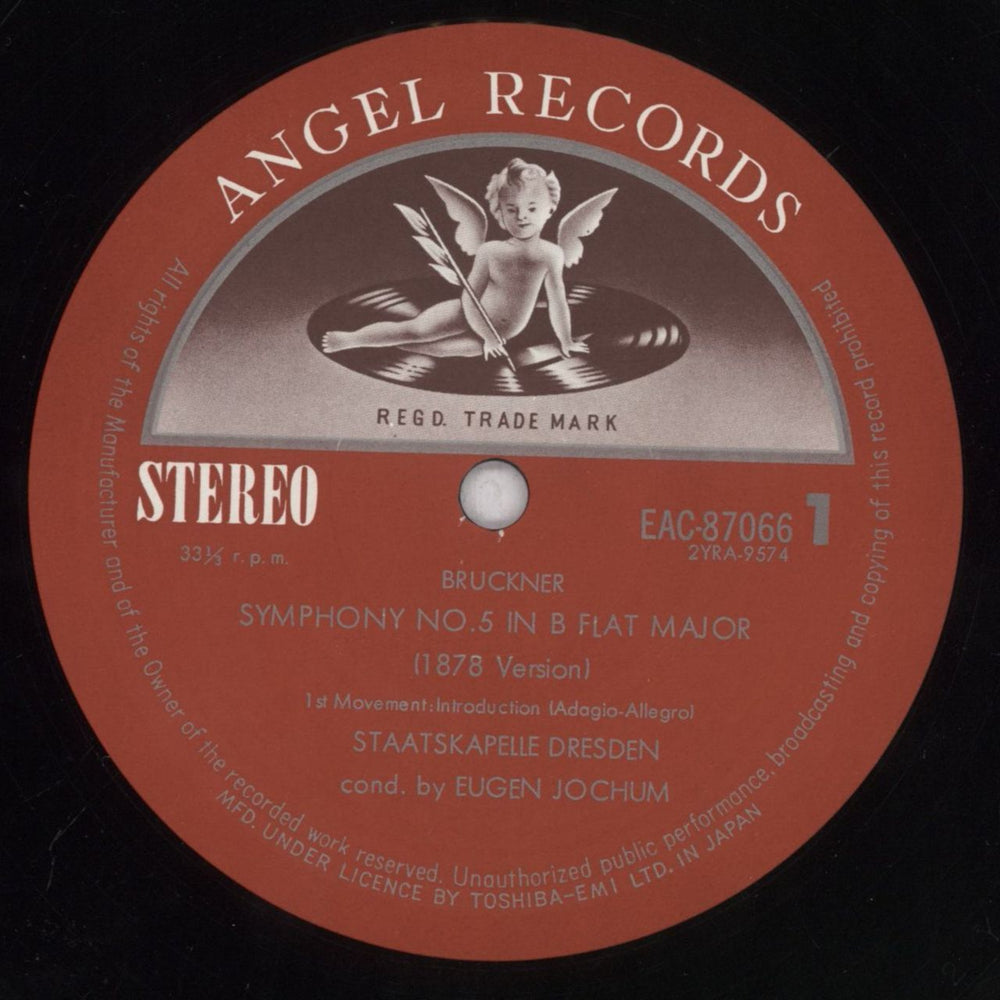 ANGEL RECORDS
REGD. TRADE MARK
STEREO
33⅓ r.p.m.
EAC-87066 1
2YRA-9574
BRUCKNER
SYMPHONY NO.5 IN B FLAT MAJOR
(1878 Version)
1st Movement:Introduction (Adagio-Allegro)
STAATSKAPELLE DRESDEN
cond. by EUGEN JOCHUM
All rights of the Manufacturer and of the Owner of the recorded work reserved. Unauthorized public performance, broadcasting and copying of this record prohibited
MFD. UNDER LICENCE BY TOSHIBA-EMI LTD. IN JAPAN